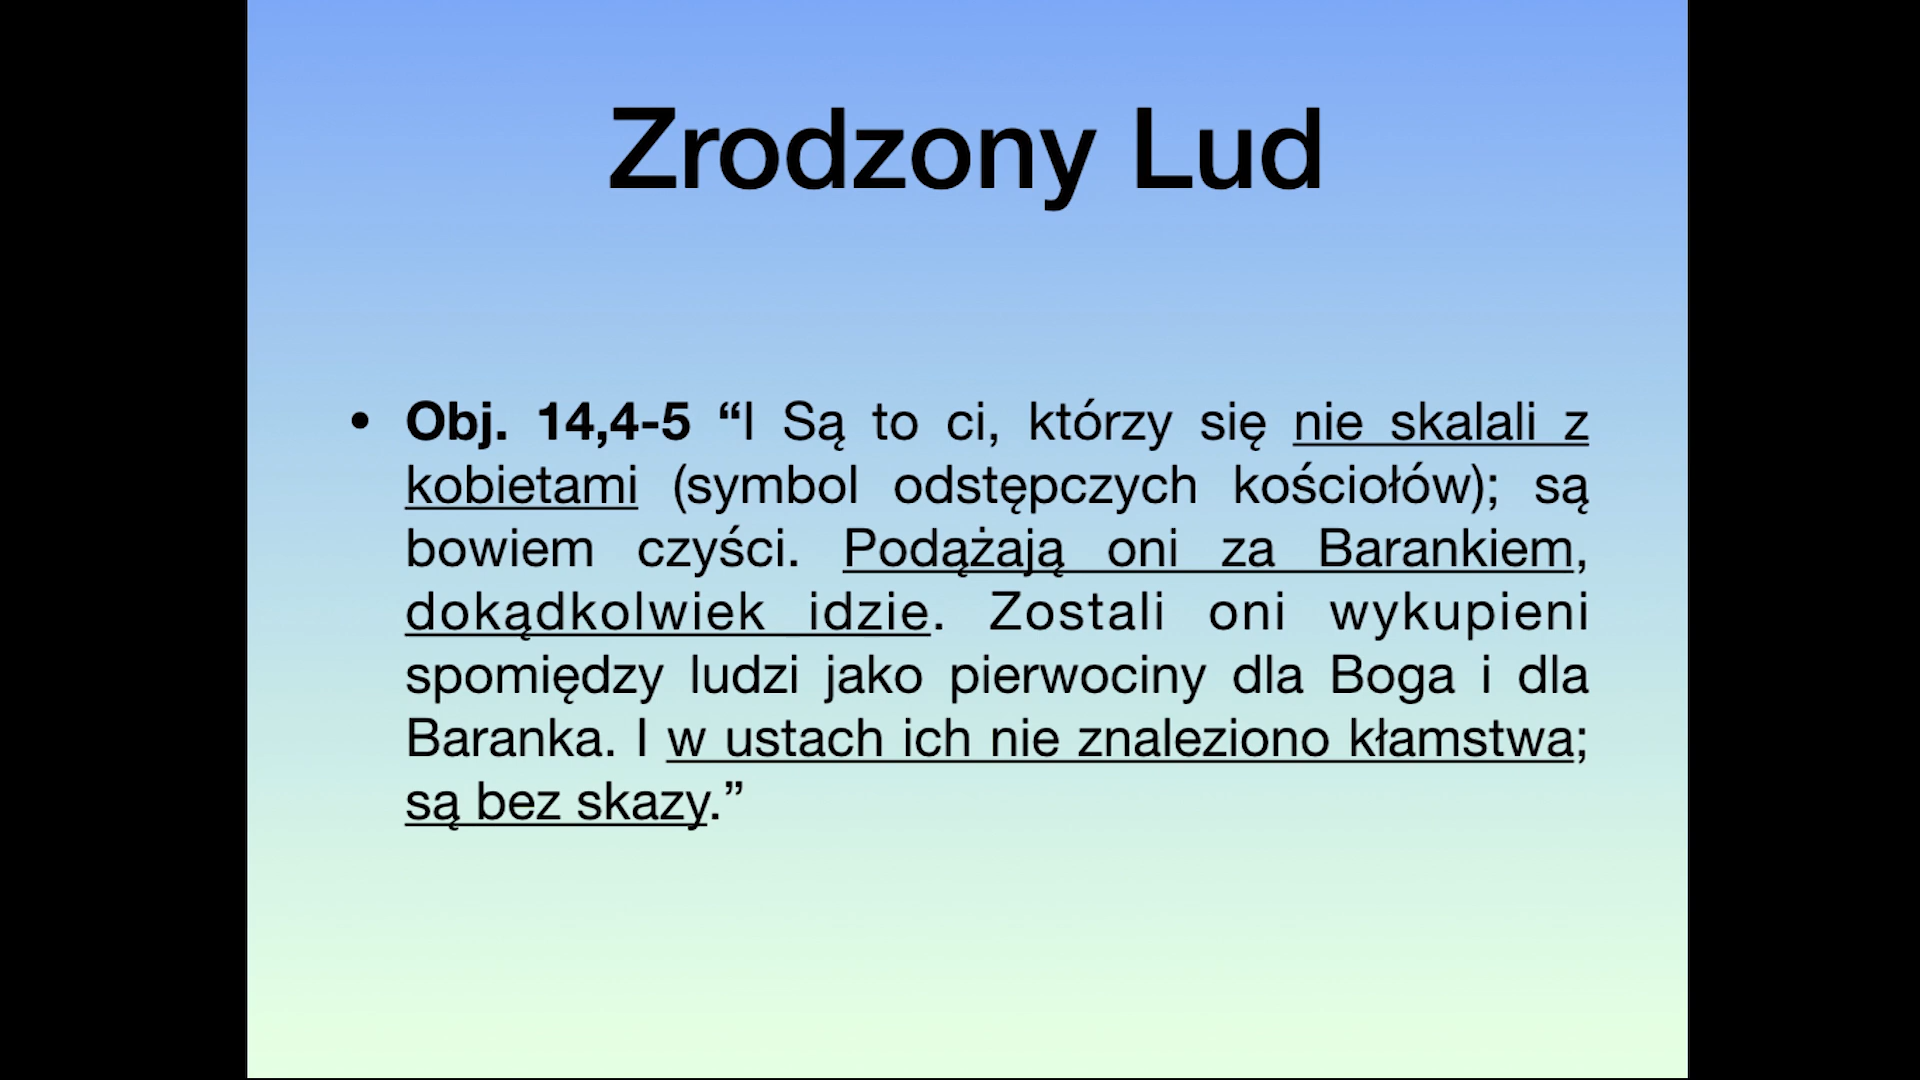 Zrodzony Lud
• Obj. 14,4-5 “I Są to ci, którzy się nie skalali z
kobietami (symbol odstępczych kościołów); są
bowiem czyści. Podążają oni za Barankiem,
dokądkolwiek idzie. Zostali oni wykupieni
spomiędzy ludzi jako pierwociny dla Boga i dla
Baranka. I w ustach ich nie znaleziono kłamstwa;
są bez skazy.”